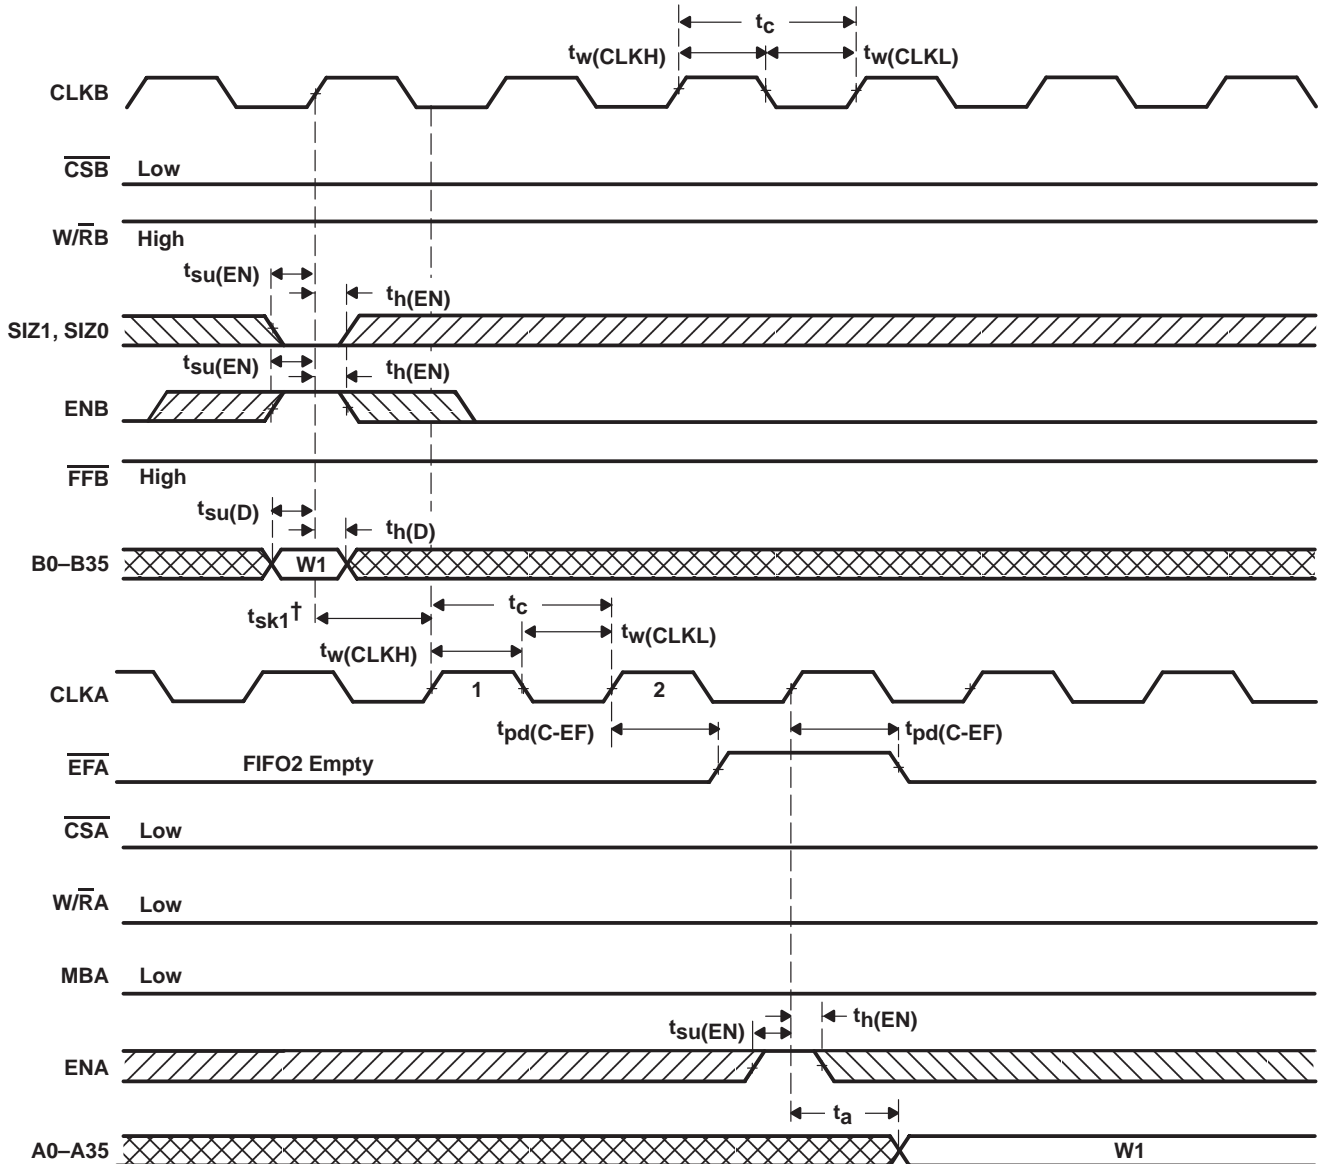 tc
tw(CLKH) tw(CLKL)
CLKB
CSB Low
W/RB High
tsu(EN) th(EN)
SIZ1, SIZ0
tsu(EN) th(EN)
ENB
FFB High
tsu(D) th(D)
B0–B35 W1
tsk1† tc
tw(CLKH) tw(CLKL)
CLKA 1 2
tpd(C-EF) tpd(C-EF)
EFA FIFO2 Empty
CSA Low
W/RA Low
MBA Low
tsu(EN) th(EN)
ENA
ta
A0–A35 W1